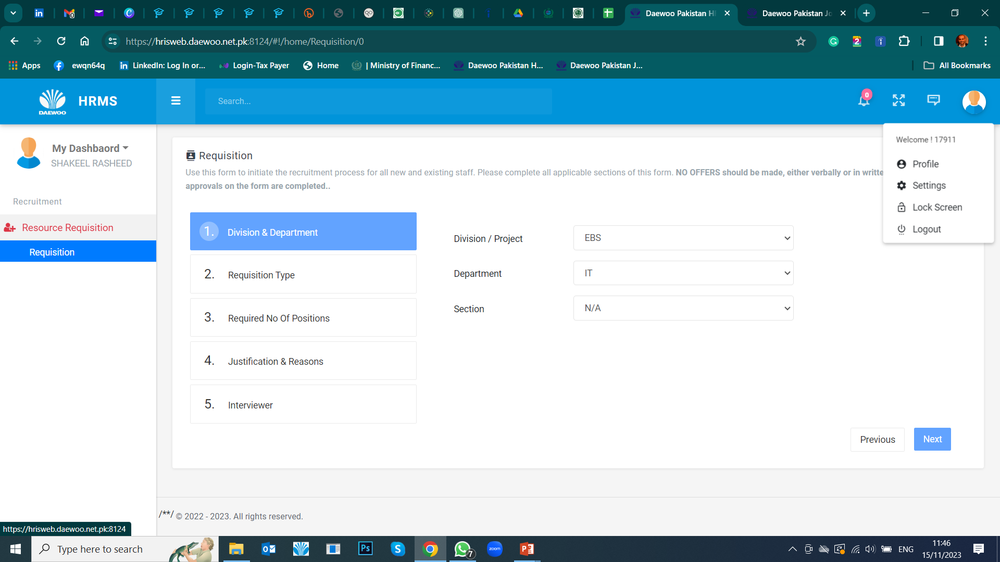 Daewoo Pakistan H
Daewoo Pakistan Jo
https://hrisweb.daewoo.net.pk:8124/#!/home/Requisition/0
Apps
ewqn64q
LinkedIn: Log In or...
Login-Tax Payer
Home
| Ministry of Financ...
Daewoo Pakistan H...
Daewoo Pakistan J...
All Bookmarks
DAEWOO
HRMS
Search...
0
Welcome ! 17911
Profile
Settings
Lock Screen
Logout
My Dashbaord
SHAKEEL RASHEED
Recruitment
Resource Requisition
Requisition
Requisition
Use this form to initiate the recruitment process for all new and existing staff. Please complete all applicable sections of this form. NO OFFERS should be made, either verbally or in writte
approvals on the form are completed..
1. Division & Department
2. Requisition Type
3. Required No Of Positions
4. Justification & Reasons
5. Interviewer
Division / Project
EBS
Department
IT
Section
N/A
Previous
Next
/**/ © 2022 - 2023. All rights reserved.
https://hrisweb.daewoo.net.pk:8124
Type here to search
7
zoom
ENG
11:46
15/11/2023